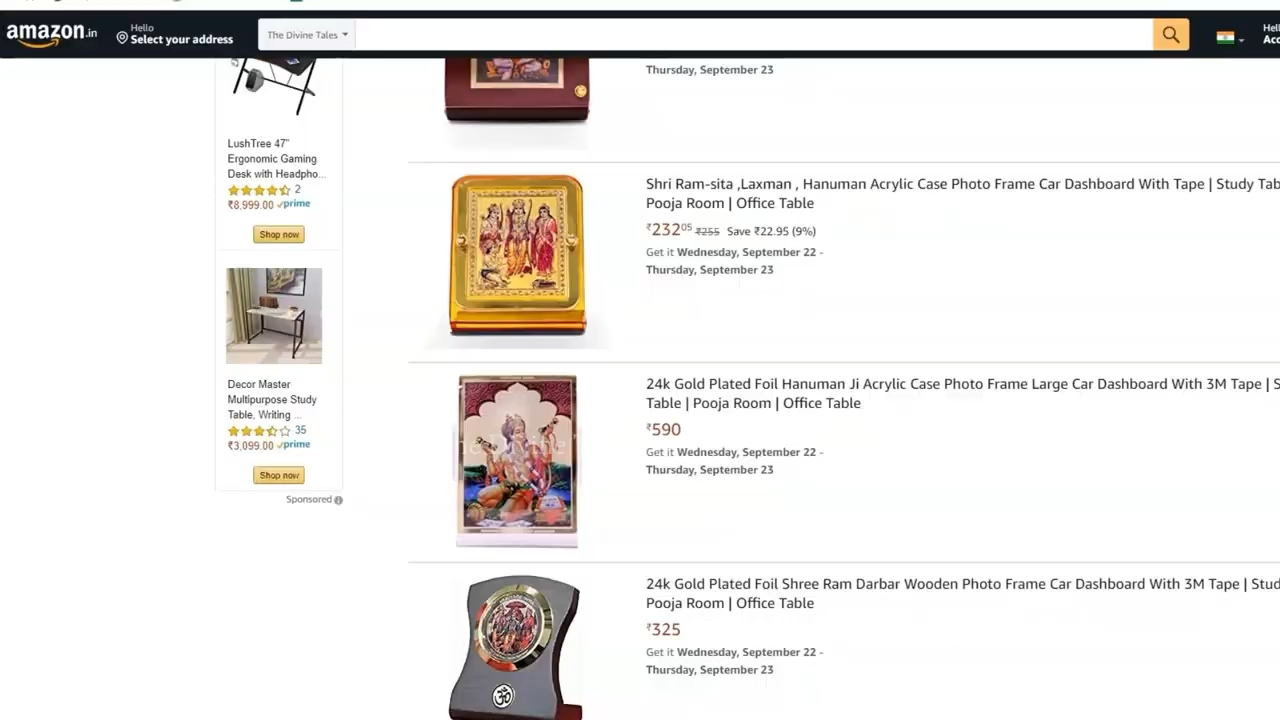 amazon.in
Hello
Select your address
The Divine Tales
Hell
Acc
LushTree 47"
Ergonomic Gaming
Desk with Headpho...
2
₹8,999.00 prime
Shop now
Decor Master
Multipurpose Study
Table, Writing ...
35
₹3,099.00 prime
Shop now
Sponsored
Thursday, September 23
Shri Ram-sita ,Laxman , Hanuman Acrylic Case Photo Frame Car Dashboard With Tape | Study Tab
Pooja Room | Office Table
₹23205 ₹255 Save ₹22.95 (9%)
Get it Wednesday, September 22 -
Thursday, September 23
24k Gold Plated Foil Hanuman Ji Acrylic Case Photo Frame Large Car Dashboard With 3M Tape | S
Table | Pooja Room | Office Table
₹590
Get it Wednesday, September 22 -
Thursday, September 23
he Divine
24k Gold Plated Foil Shree Ram Darbar Wooden Photo Frame Car Dashboard With 3M Tape | Stud
Pooja Room | Office Table
₹325
Get it Wednesday, September 22 -
Thursday, September 23
ॐ